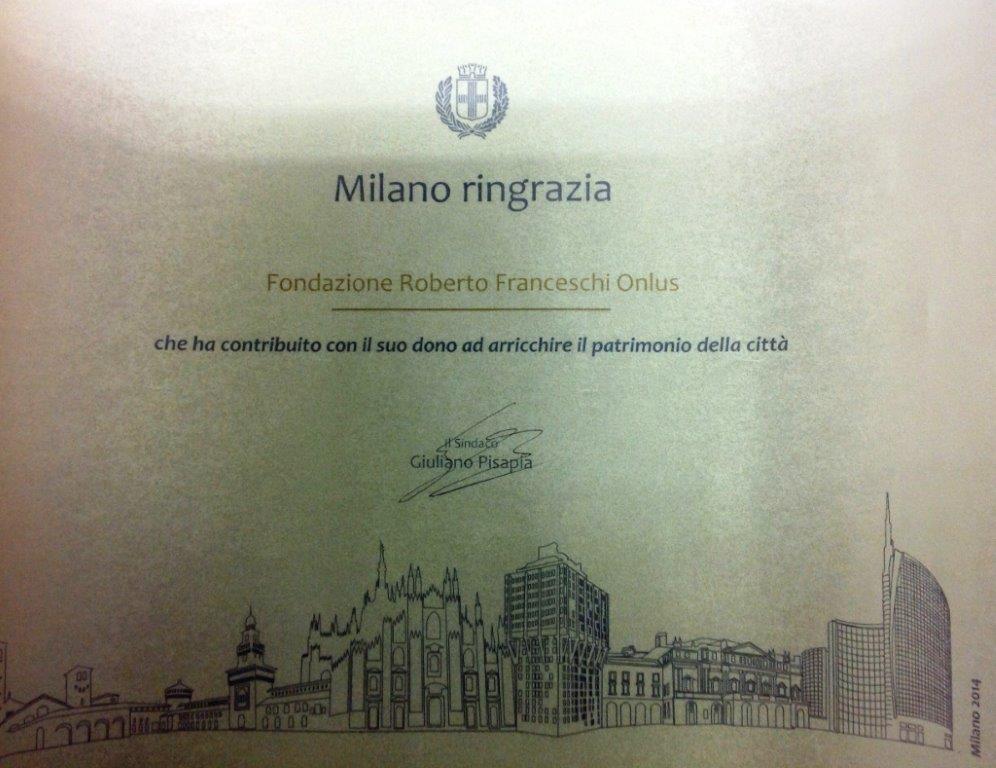 Milano ringrazia
Fondazione Roberto Franceschi Onlus
che ha contribuito con il suo dono ad arricchire il patrimonio della città
il Sindaco
Giuliano Pisapia
Milano 2014